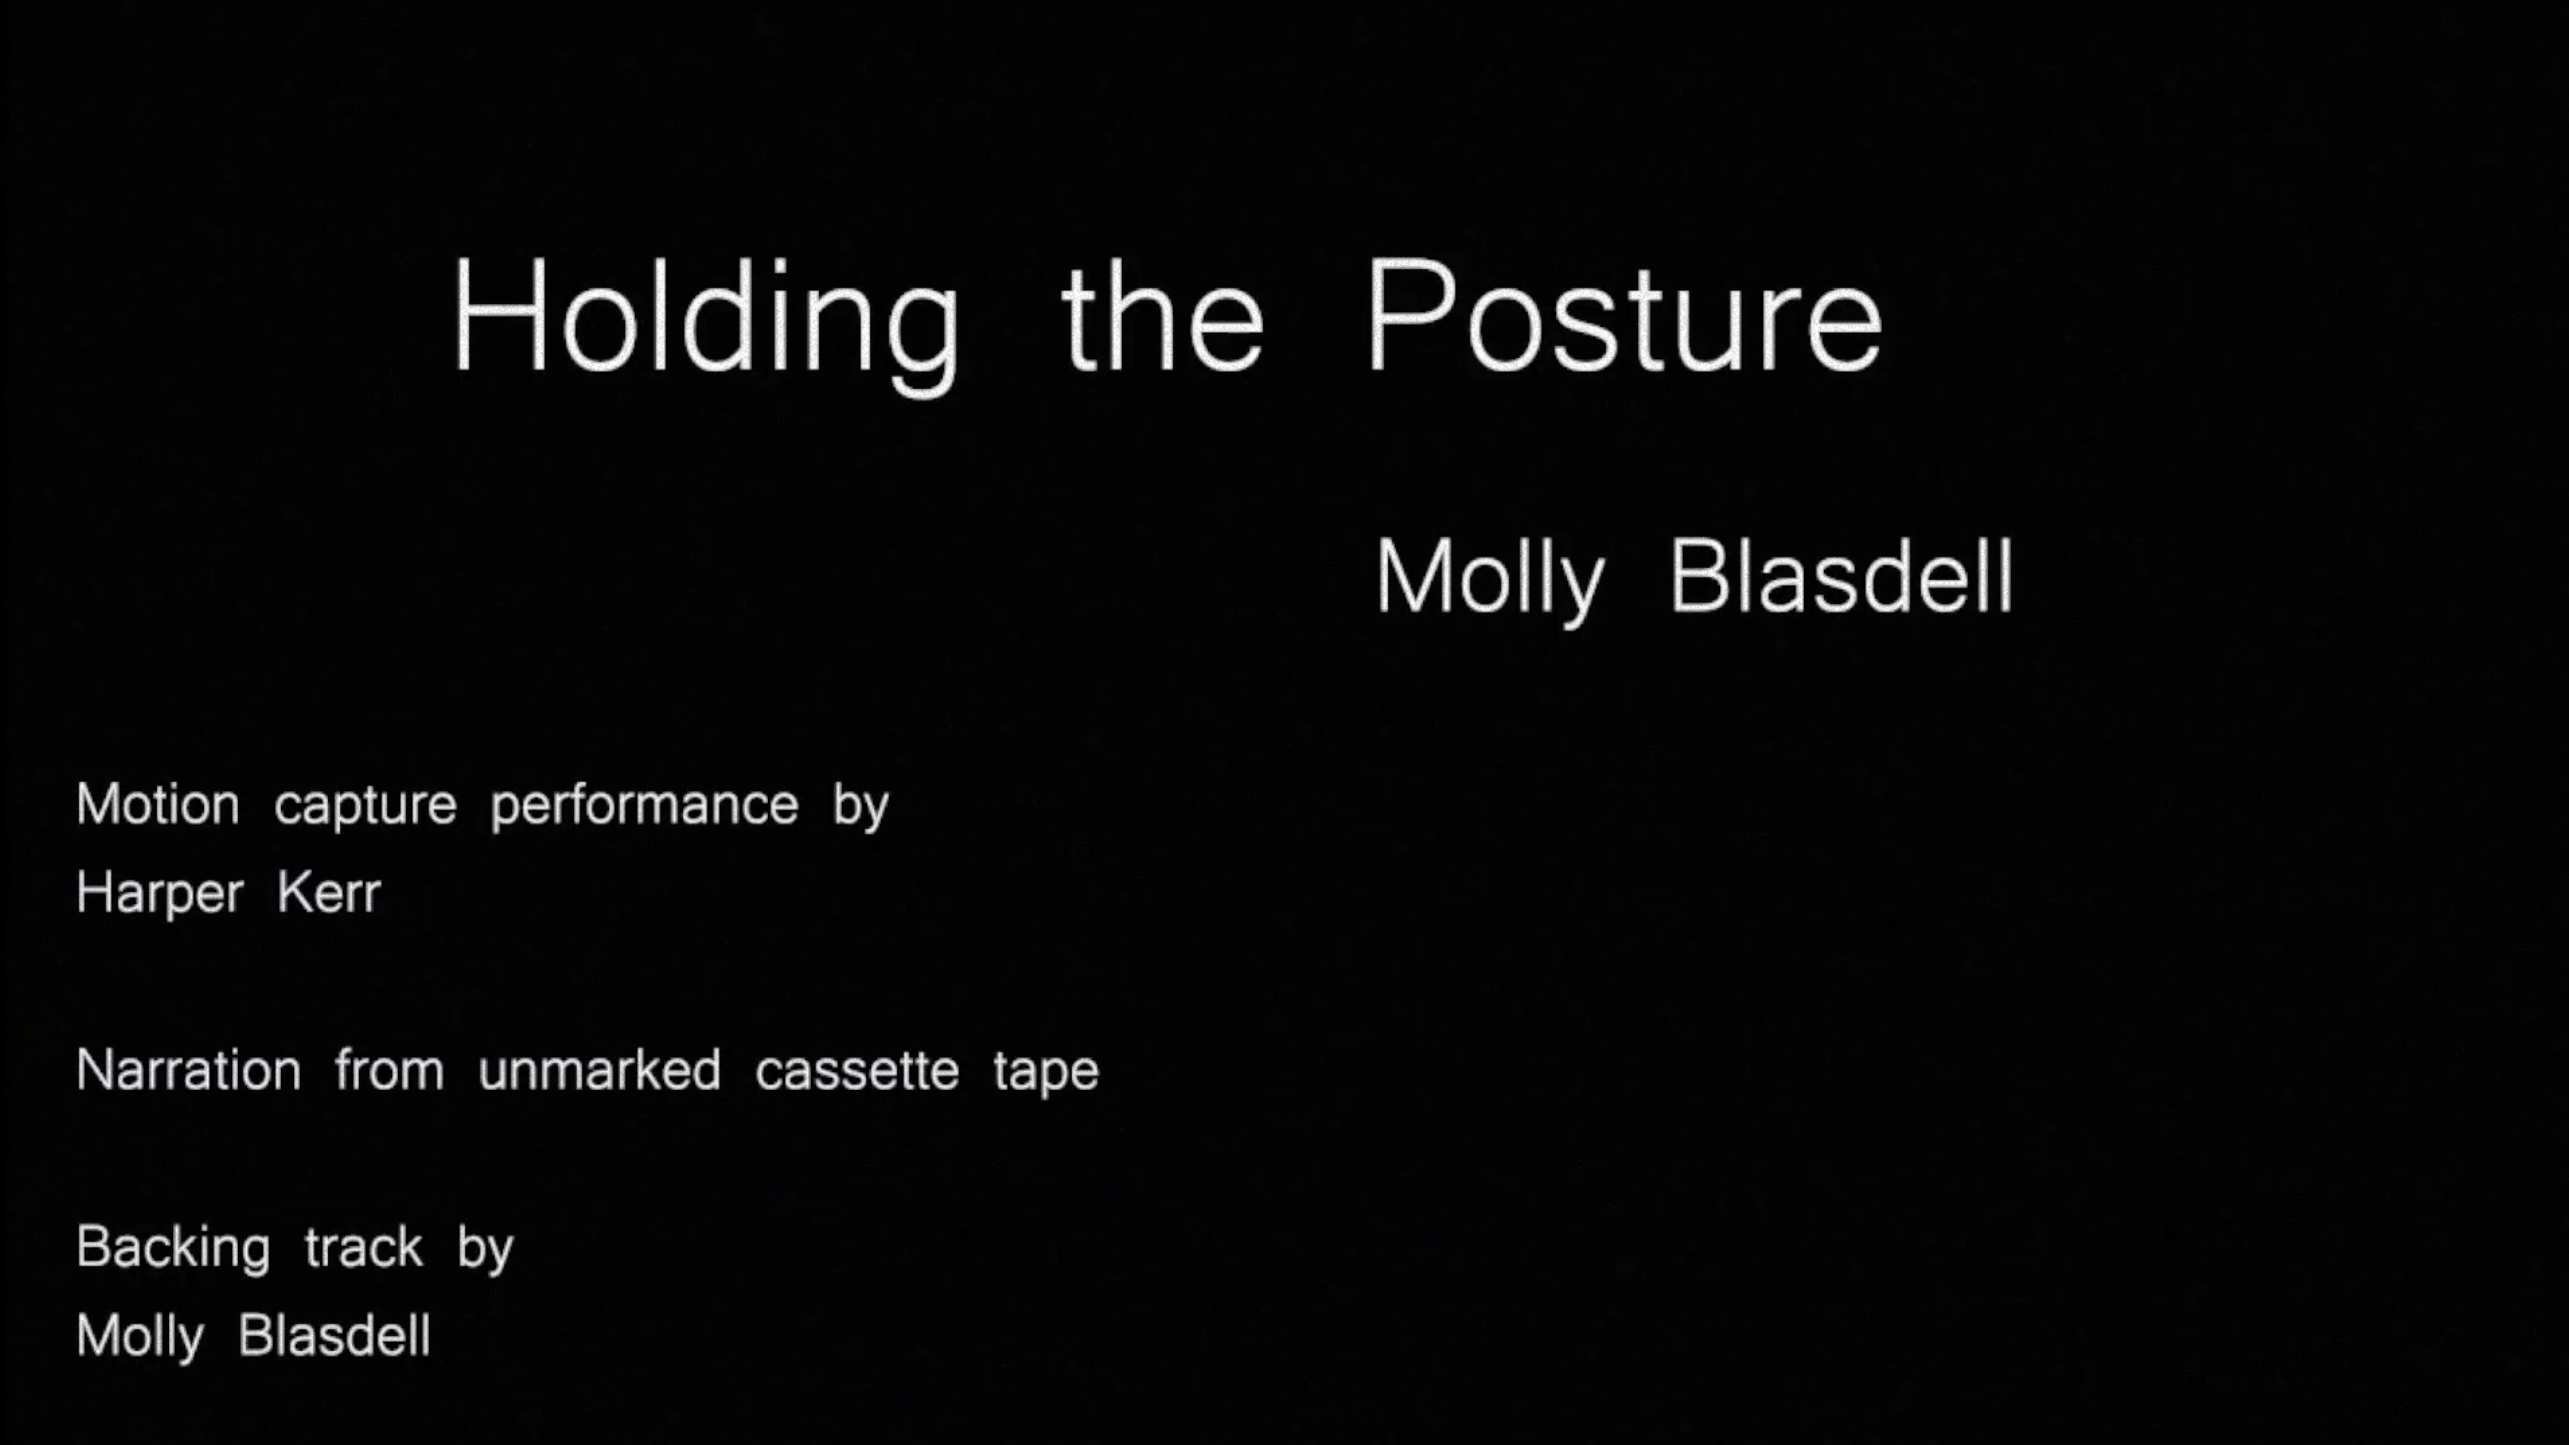 Holding the Posture
Molly Blasdell
Motion capture performance by
Harper Kerr
Narration from unmarked cassette tape
Backing track by
Molly Blasdell